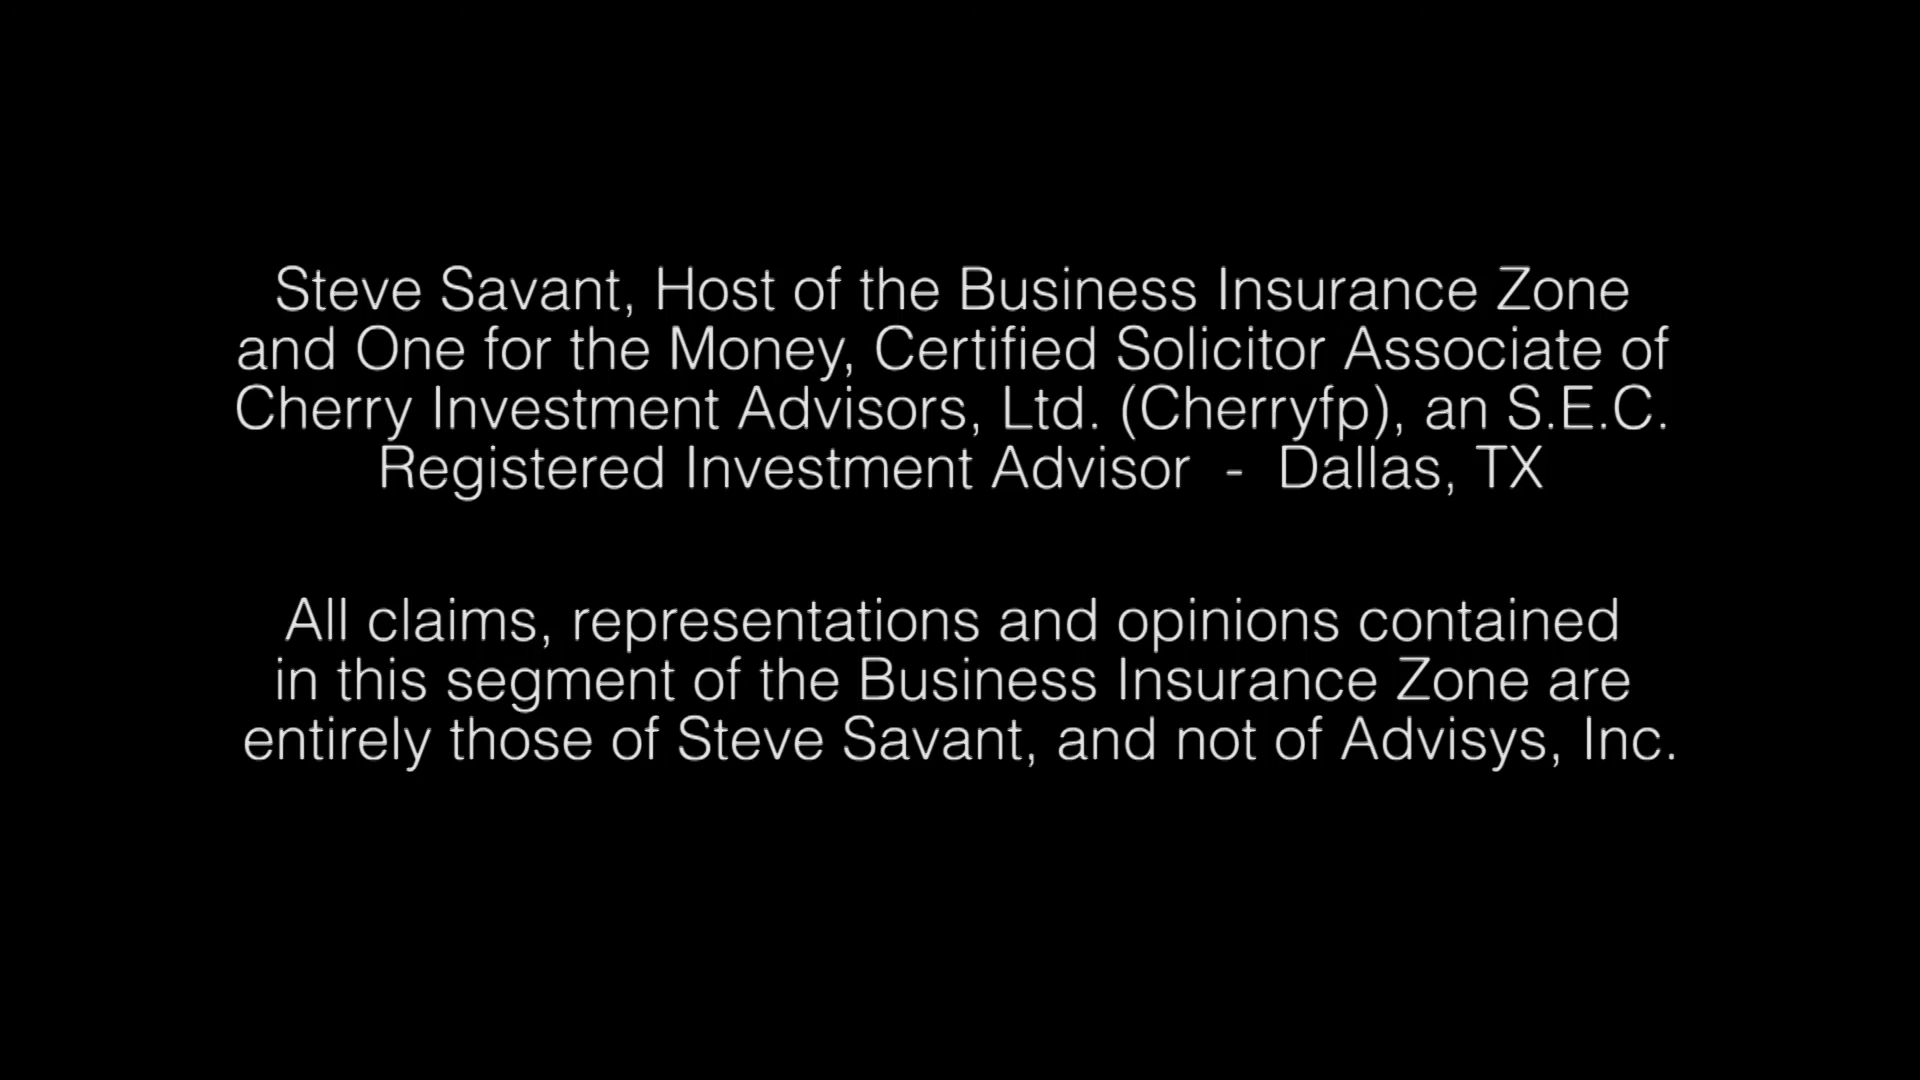 Steve Savant, Host of the Business Insurance Zone
and One for the Money, Certified Solicitor Associate of
Cherry Investment Advisors, Ltd. (Cherryfp), an S.E.C.
Registered Investment Advisor - Dallas, TX
All claims, representations and opinions contained
in this segment of the Business Insurance Zone are
entirely those of Steve Savant, and not of Advisys, Inc.